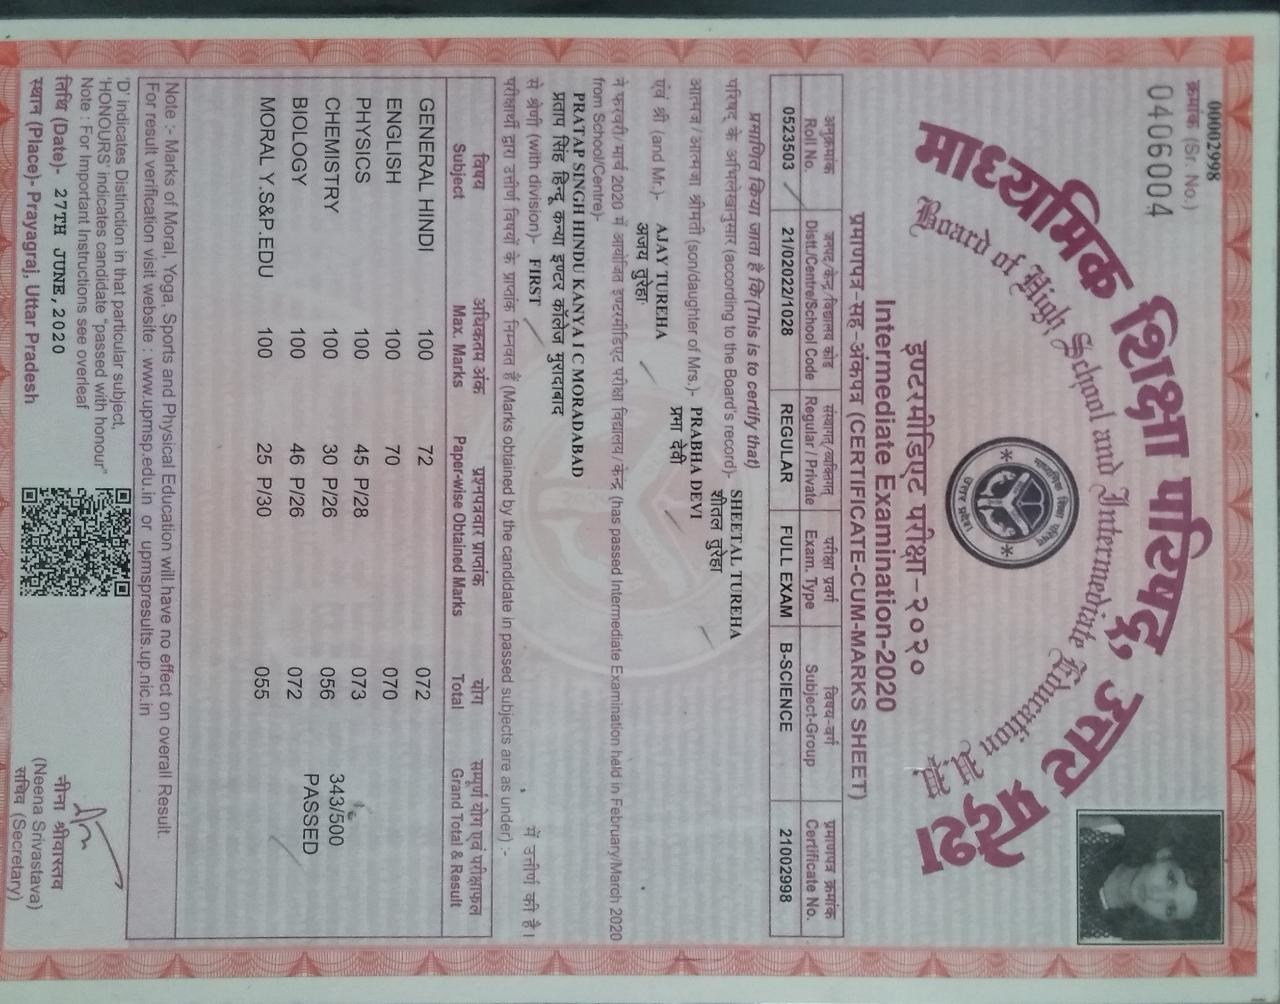 00002998
क्रमांक (Sr. No.)
0406004
माध्यमिक शिक्षा परिषद्, उत्तर प्रदेश
Board of High School and Intermediate Education U.P.
माध्यमिक शिक्षा परिषद
उत्तर प्रदेश
इण्टरमीडिएट परीक्षा-२०२०
Intermediate Examination-2020
प्रमाणपत्र-सह-अंकपत्र (CERTIFICATE-CUM-MARKS SHEET)
अनुक्रमांक जनपद/केन्द्र/विद्यालय कोड संस्थागत/व्यक्तिगत परीक्षा प्रवर्ग विषय-वर्ग प्रमाणपत्र क्रमांक
Roll No. Distt./Centre/School Code Regular / Private Exam. Type Subject-Group Certificate No.
0523503 21/02022/1028 REGULAR FULL EXAM B-SCIENCE 21002998
प्रमाणित किया जाता है कि (This is to certify that)
परिषद् के अभिलेखानुसार (according to the Board's record)- SHEETAL TUREHA
शीतल तुरेहा
आत्मज/आत्मजा श्रीमती (son/daughter of Mrs.)- PRABHA DEVI
प्रभा देवी
एवं श्री (and Mr.)- AJAY TUREHA
अजय तुरेहा
ने फरवरी/मार्च 2020 में आयोजित इण्टरमीडिएट परीक्षा विद्यालय/केन्द्र (has passed Intermediate Examination held in February/March 2020
from School/Centre)-
PRATAP SINGH HINDU KANYA I C MORADABAD
प्रताप सिंह हिन्दू कन्या इण्टर कॉलेज मुरादाबाद
से श्रेणी (with division)- FIRST में उत्तीर्ण की है।
परीक्षार्थी द्वारा उत्तीर्ण विषयों के प्राप्तांक निम्नवत हैं (Marks obtained by the candidate in passed subjects are as under) :-
विषय अधिकतम अंक प्रश्नपत्रवार प्राप्तांक योग सम्पूर्ण योग एवं परीक्षाफल
Subject Max. Marks Paper-wise Obtained Marks Total Grand Total & Result
GENERAL HINDI 100 72 072
ENGLISH 100 70 070
PHYSICS 100 45 P/28 073
CHEMISTRY 100 30 P/26 056 343/500
BIOLOGY 100 46 P/26 072 PASSED
MORAL Y.S&P.EDU 100 25 P/30 055
Note :- Marks of Moral, Yoga, Sports and Physical Education will have no effect on overall Result.
For result verification visit website : www.upmsp.edu.in or upmspresults.up.nic.in
'D' indicates Distinction in that particular subject.
'HONOURS' indicates candidate "passed with honour"
Note : For Important Instructions see overleaf
तिथि (Date)- 27TH JUNE, 2020
स्थान (Place)- Prayagraj, Uttar Pradesh
नीना श्रीवास्तव
(Neena Srivastava)
सचिव (Secretary)